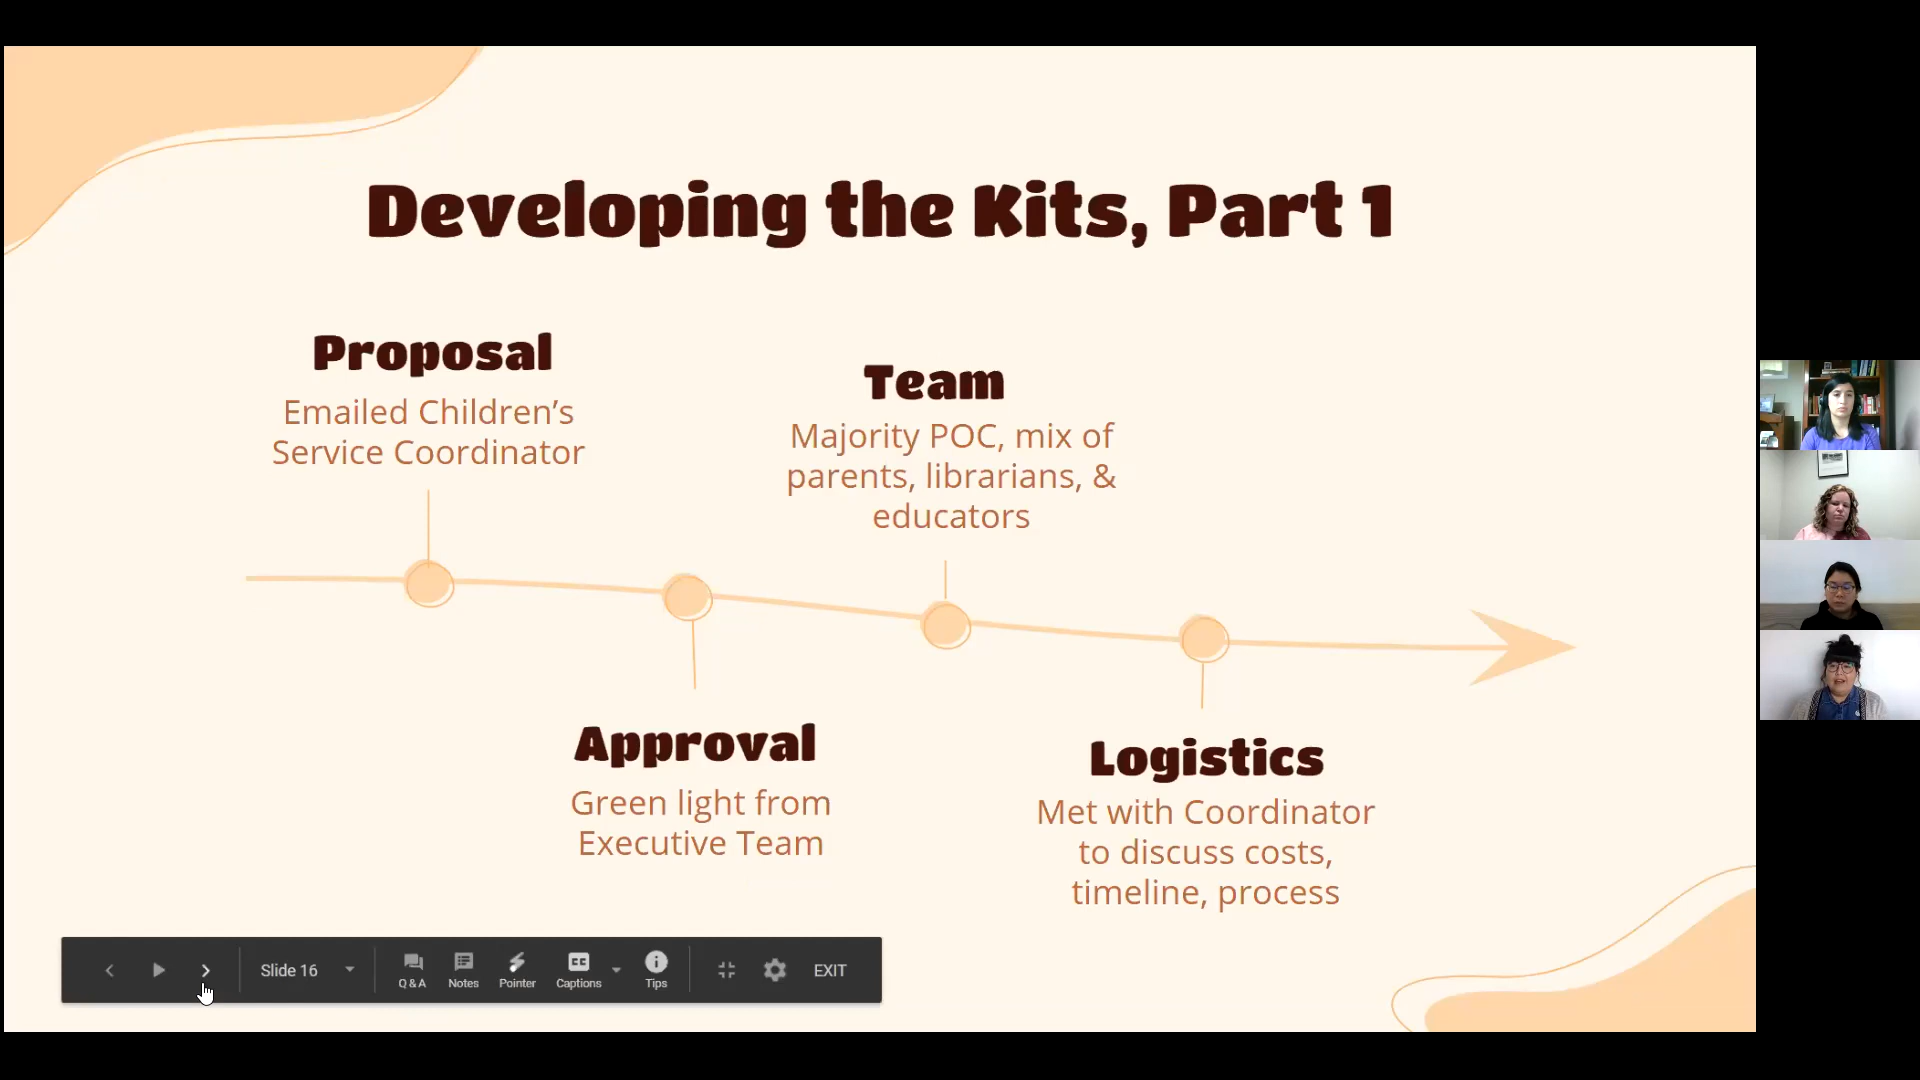 Developing the Kits, Part 1
Proposal
Emailed Children’s
Service Coordinator
Team
Majority POC, mix of
parents, librarians, &
educators
Approval
Green light from
Executive Team
Logistics
Met with Coordinator
to discuss costs,
timeline, process
Slide 16
Q & A
Notes
Pointer
Captions
Tips
EXIT